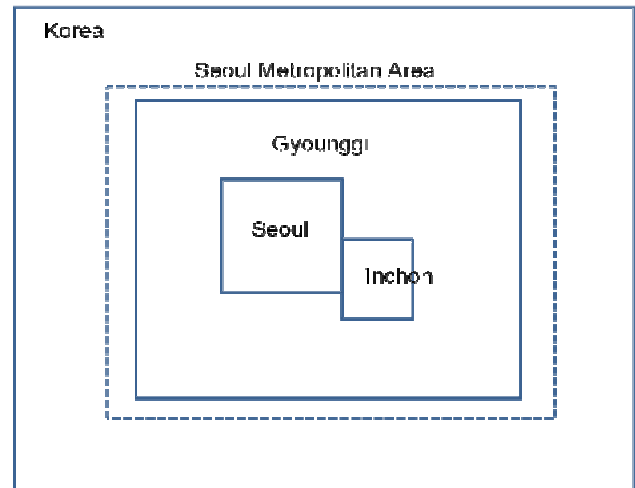 Korea
Seoul Metropolitan Area
Gyounggi
Seoul
Inchon